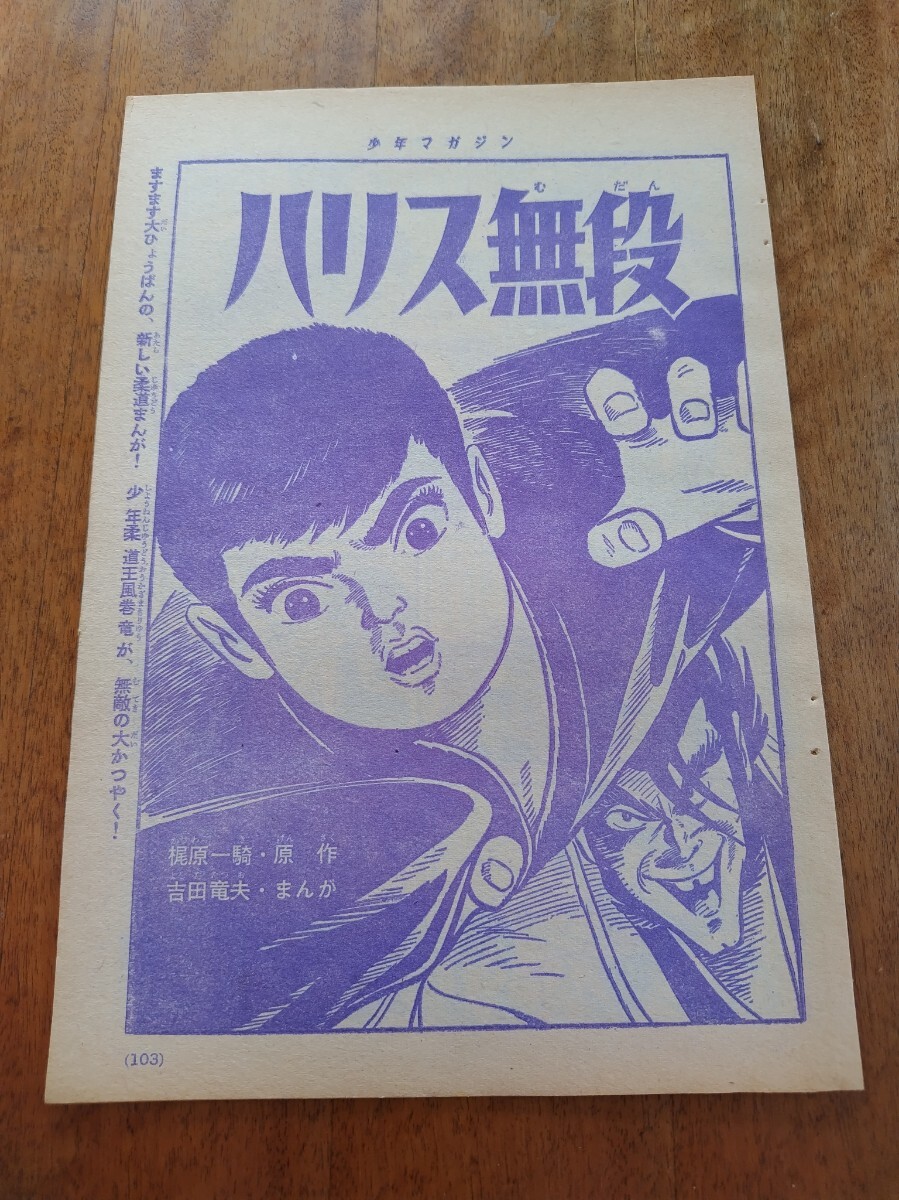 少年マガジン
ハリス無段
むだん
ますます大ひょうばんの、新しい柔道まんが! 少年柔道王風巻竜が、無敵の大かつやく!
梶原一騎・原作
吉田竜夫・まんが
(103)